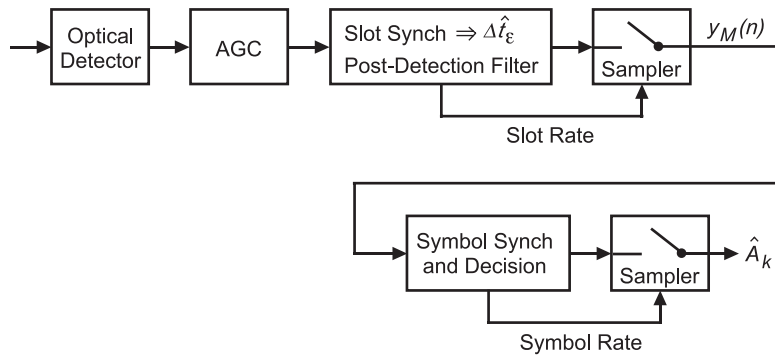 Optical
Detector
AGC
Slot Synch ⇒ Δt̂ε
Post-Detection Filter
Sampler
yM(n)
Slot Rate
Symbol Synch
and Decision
Sampler
Âk
Symbol Rate